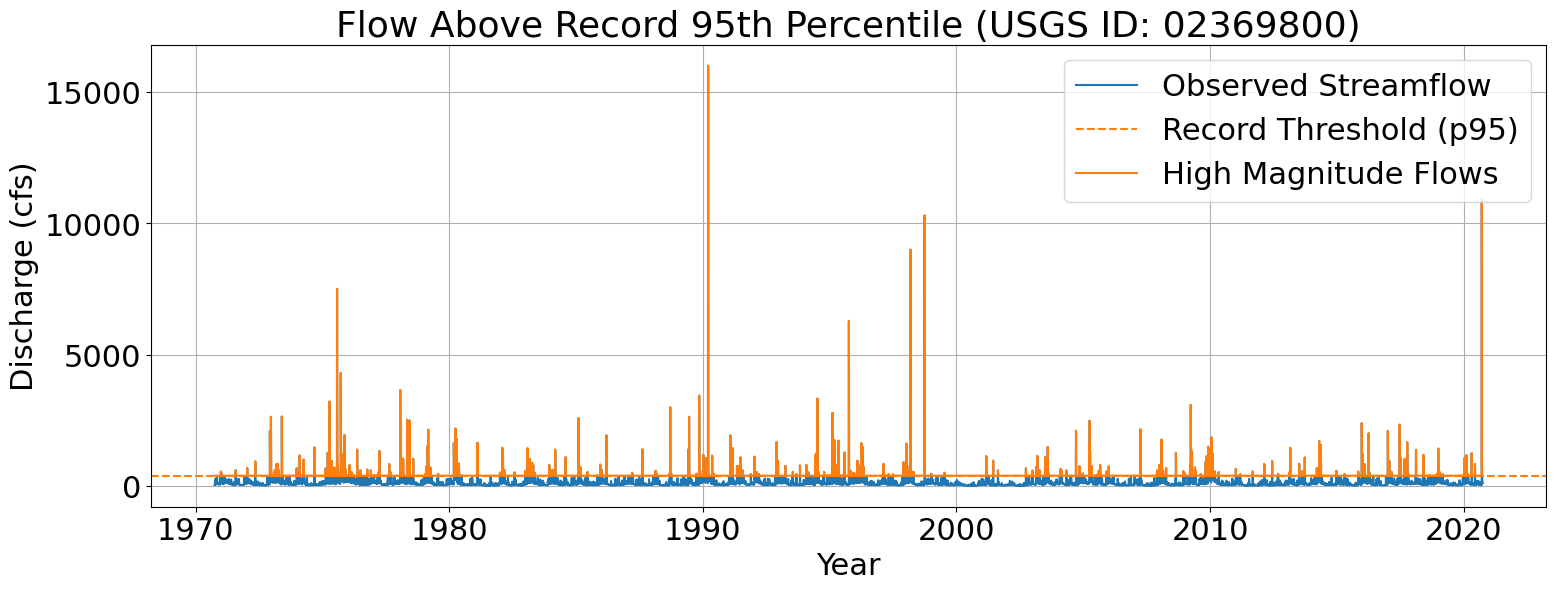 Flow Above Record 95th Percentile (USGS ID: 02369800)
Observed Streamflow
Record Threshold (p95)
High Magnitude Flows
Discharge (cfs)
15000
10000
5000
0
1970 1980 1990 2000 2010 2020
Year